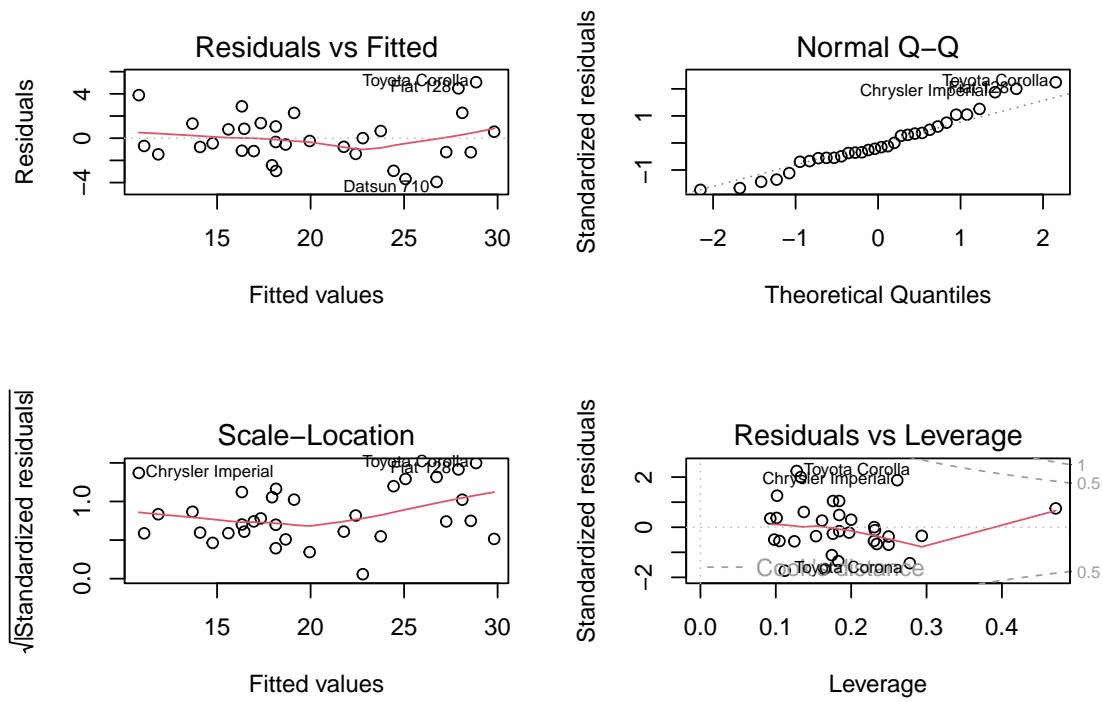 Residuals vs Fitted
Residuals
4
0
−4
Toyota Corolla
Fiat 128
Datsun 710
15 20 25 30
Fitted values
Normal Q−Q
Standardized residuals
1
−1
Toyota Corolla
Fiat 128
Chrysler Imperial
−2 −1 0 1 2
Theoretical Quantiles
Scale−Location
√|Standardized residuals|
1.0
0.0
Toyota Corolla
Fiat 128
Chrysler Imperial
15 20 25 30
Fitted values
Residuals vs Leverage
Standardized residuals
2
0
−2
Toyota Corolla
Chrysler Imperial
Toyota Corona
Cook's distance
1
0.5
0.5
0.0 0.1 0.2 0.3 0.4
Leverage